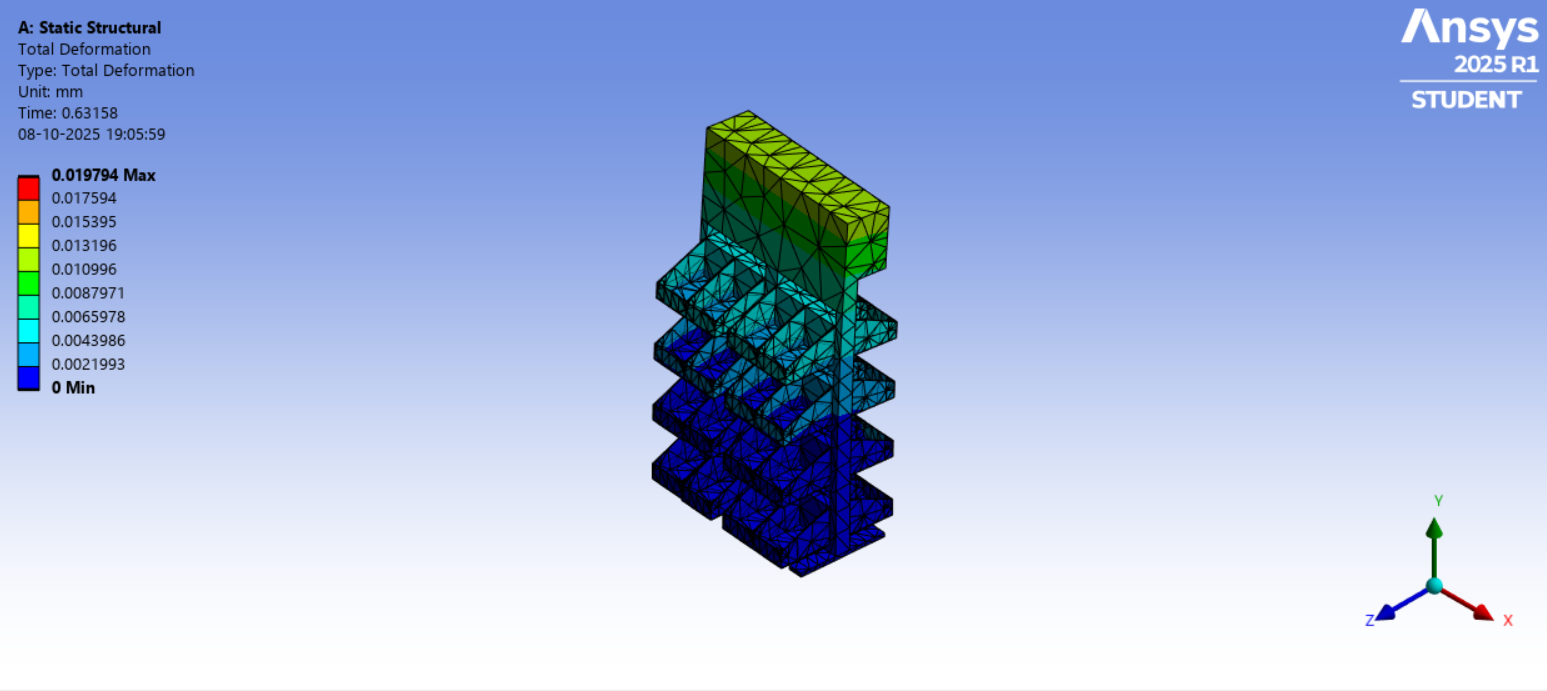 A: Static Structural
Total Deformation
Type: Total Deformation
Unit: mm
Time: 0.63158
08-10-2025 19:05:59
0.019794 Max
0.017594
0.015395
0.013196
0.010996
0.0087971
0.0065978
0.0043986
0.0021993
0 Min
Ansys
2025 R1
STUDENT
Y
Z
X